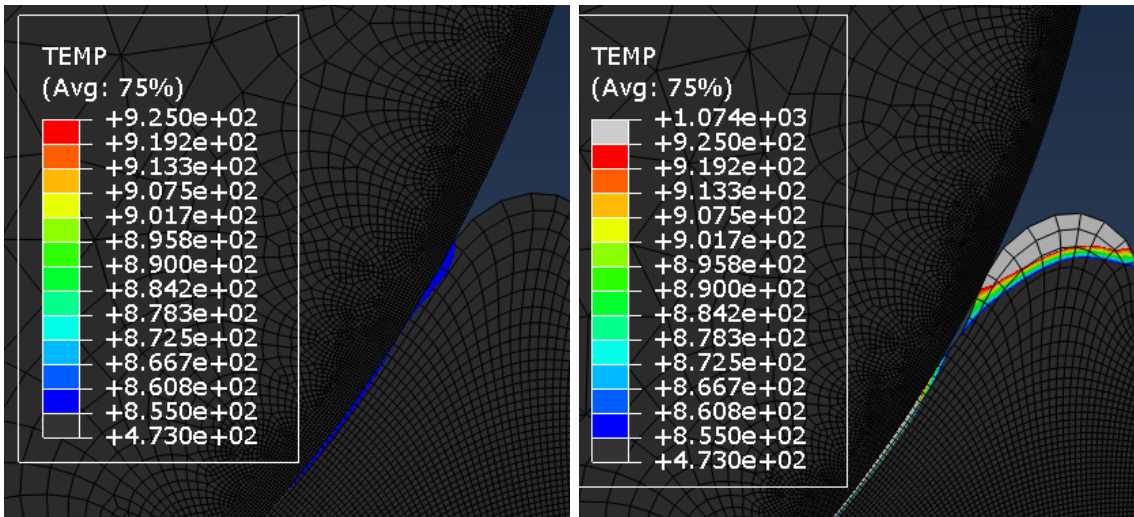 TEMP
(Avg: 75%)
+9.250e+02
+9.192e+02
+9.133e+02
+9.075e+02
+9.017e+02
+8.958e+02
+8.900e+02
+8.842e+02
+8.783e+02
+8.725e+02
+8.667e+02
+8.608e+02
+8.550e+02
+4.730e+02
TEMP
(Avg: 75%)
+1.074e+03
+9.250e+02
+9.192e+02
+9.133e+02
+9.075e+02
+9.017e+02
+8.958e+02
+8.900e+02
+8.842e+02
+8.783e+02
+8.725e+02
+8.667e+02
+8.608e+02
+8.550e+02
+4.730e+02